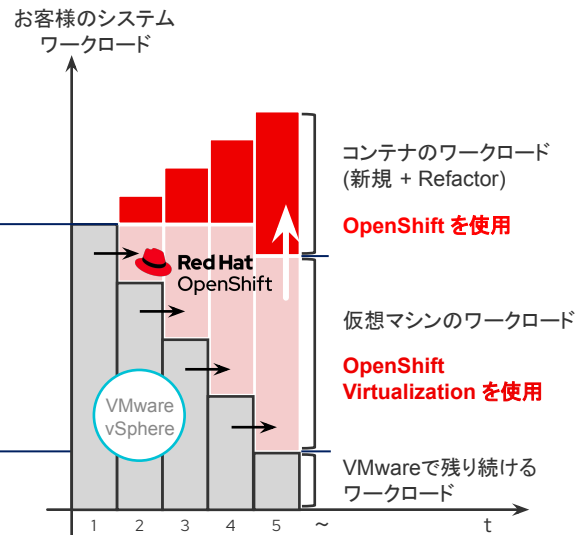 お客様のシステム
ワークロード
コンテナのワークロード
(新規 + Refactor)
OpenShift を使用
Red Hat
OpenShift
仮想マシンのワークロード
OpenShift
Virtualization を使用
VMware
vSphere
VMwareで残り続ける
ワークロード
1 2 3 4 5 ~ t